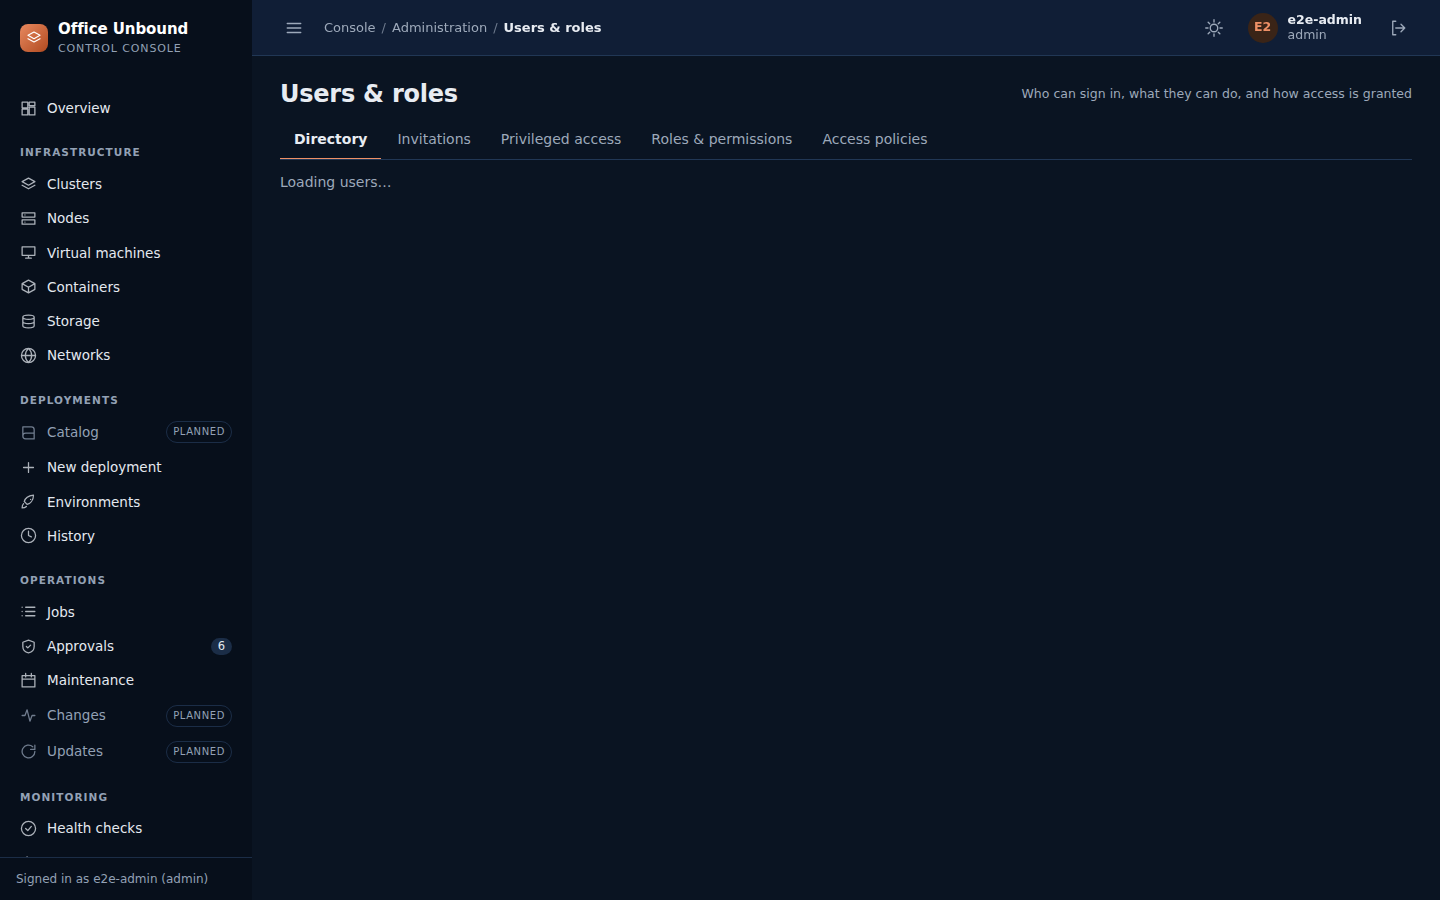 Office Unbound
CONTROL CONSOLE
Overview
INFRASTRUCTURE
Clusters
Nodes
Virtual machines
Containers
Storage
Networks
DEPLOYMENTS
Catalog PLANNED
New deployment
Environments
History
OPERATIONS
Jobs
Approvals 6
Maintenance
Changes PLANNED
Updates PLANNED
MONITORING
Health checks
Signed in as e2e-admin (admin)
Console / Administration / Users & roles
E2 e2e-admin
admin
Users & roles
Who can sign in, what they can do, and how access is granted
Directory Invitations Privileged access Roles & permissions Access policies
Loading users…